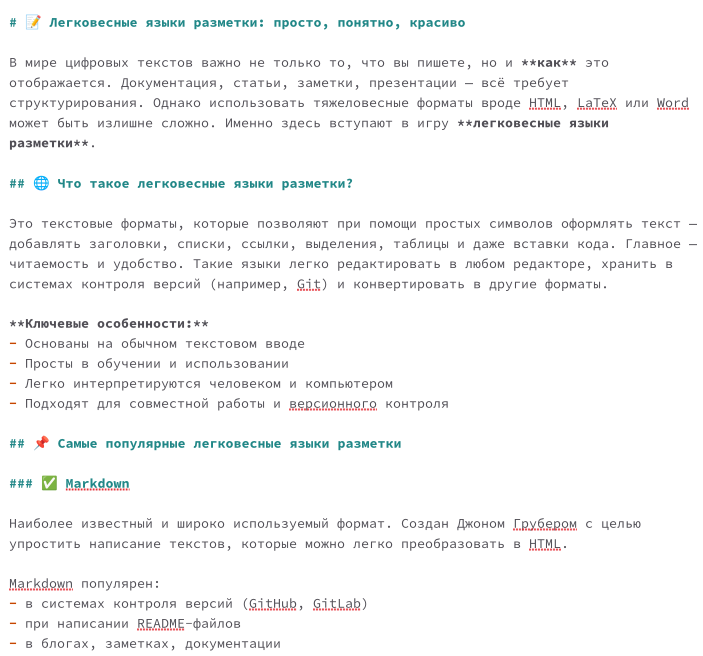 # 📝 Легковесные языки разметки: просто, понятно, красиво
В мире цифровых текстов важно не только то, что вы пишете, но и **как** это
отображается. Документация, статьи, заметки, презентации — всё требует
структурирования. Однако использовать тяжеловесные форматы вроде HTML, LaTeX или Word
может быть излишне сложно. Именно здесь вступают в игру **легковесные языки
разметки**.
## 🌐 Что такое легковесные языки разметки?
Это текстовые форматы, которые позволяют при помощи простых символов оформлять текст —
добавлять заголовки, списки, ссылки, выделения, таблицы и даже вставки кода. Главное —
читаемость и удобство. Такие языки легко редактировать в любом редакторе, хранить в
системах контроля версий (например, Git) и конвертировать в другие форматы.
**Ключевые особенности:**
- Основаны на обычном текстовом вводе
- Просты в обучении и использовании
- Легко интерпретируются человеком и компьютером
- Подходят для совместной работы и версионного контроля
## 📌 Самые популярные легковесные языки разметки
### ✅ Markdown
Наиболее известный и широко используемый формат. Создан Джоном Грубером с целью
упростить написание текстов, которые можно легко преобразовать в HTML.
Markdown популярен:
- в системах контроля версий (GitHub, GitLab)
- при написании README-файлов
- в блогах, заметках, документации